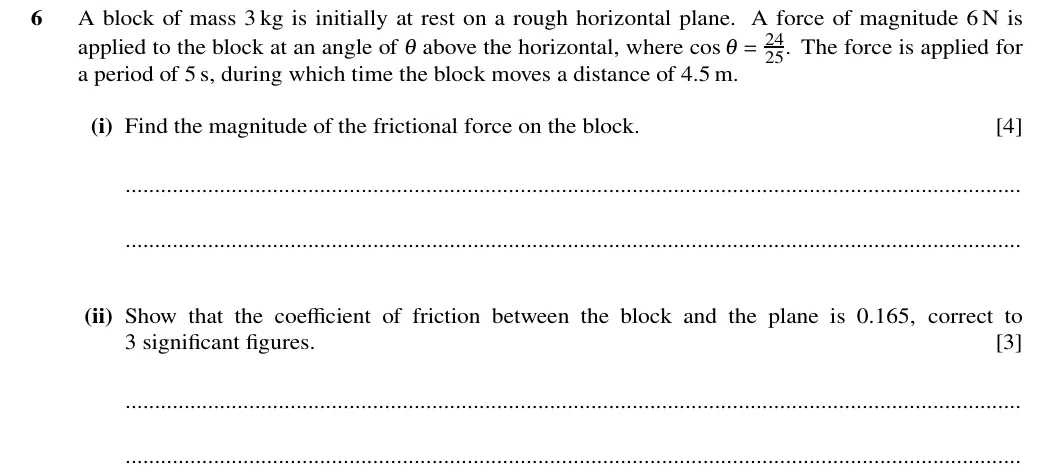 6 A block of mass 3 kg is initially at rest on a rough horizontal plane. A force of magnitude 6 N is
applied to the block at an angle of θ above the horizontal, where cos θ = 24/25. The force is applied for
a period of 5 s, during which time the block moves a distance of 4.5 m.
(i) Find the magnitude of the frictional force on the block. [4]
(ii) Show that the coefficient of friction between the block and the plane is 0.165, correct to
3 significant figures. [3]